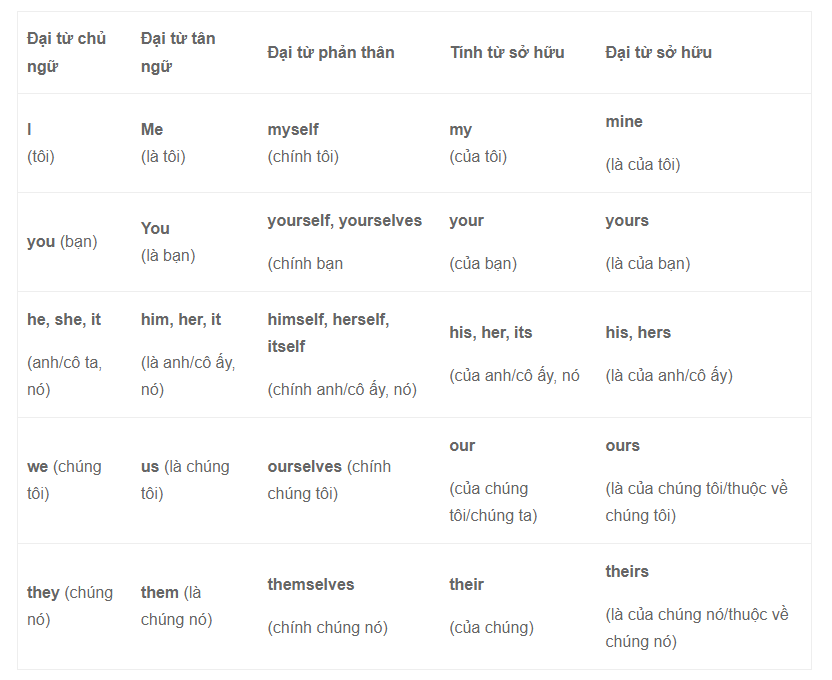 Đại từ chủ
ngữ
Đại từ tân
ngữ
Đại từ phản thân
Tính từ sở hữu
Đại từ sở hữu
I
(tôi)
Me
(là tôi)
myself
(chính tôi)
my
(của tôi)
mine
(là của tôi)
you (bạn)
You
(là bạn)
yourself, yourselves
(chính bạn
your
(của bạn)
yours
(là của bạn)
he, she, it
(anh/cô ta,
nó)
him, her, it
(là anh/cô ấy,
nó)
himself, herself,
itself
(chính anh/cô ấy, nó)
his, her, its
(của anh/cô ấy, nó
his, hers
(là của anh/cô ấy)
we (chúng
tôi)
us (là chúng
tôi)
ourselves (chính
chúng tôi)
our
(của chúng
tôi/chúng ta)
ours
(là của chúng tôi/thuộc về
chúng tôi)
they (chúng
nó)
them (là
chúng nó)
themselves
(chính chúng nó)
their
(của chúng)
theirs
(là của chúng nó/thuộc về
chúng nó)